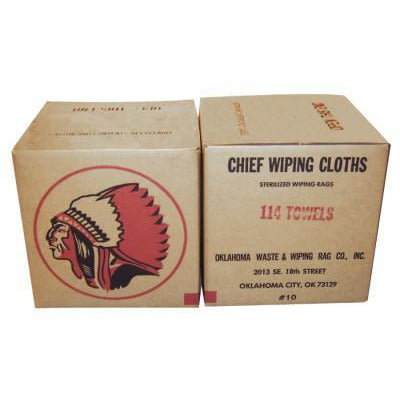 CHIEF WIPING CLOTHS
STERILIZED WIPING RAGS
114 TOWELS
OKLAHOMA WASTE & WIPING RAG CO., INC.
2013 SE. 18th STREET
OKLAHOMA CITY, OK 73129
#10